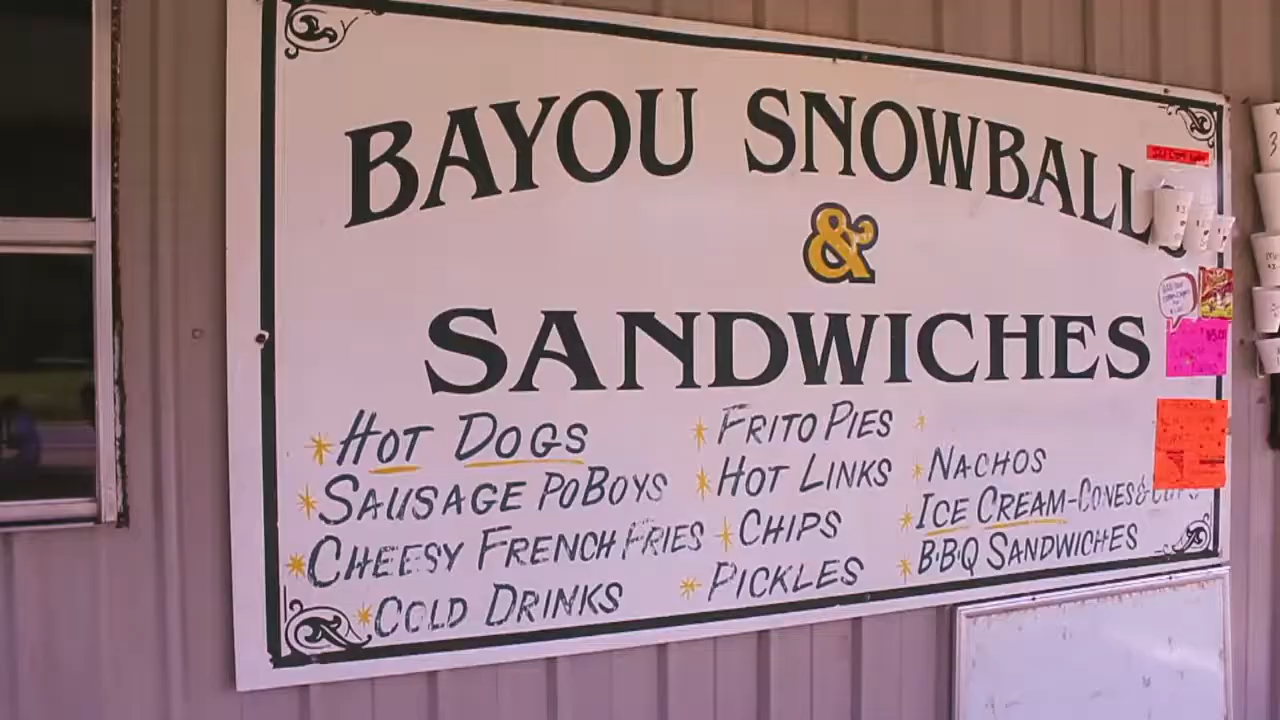 BAYOU SNOWBALL
&
SANDWICHES
HOT DOGS
SAUSAGE POBOYS
CHEESY FRENCH FRIES
COLD DRINKS
FRITO PIES
HOT LINKS
CHIPS
PICKLES
NACHOS
ICE CREAM-CONES&
B·B·Q SANDWICHES